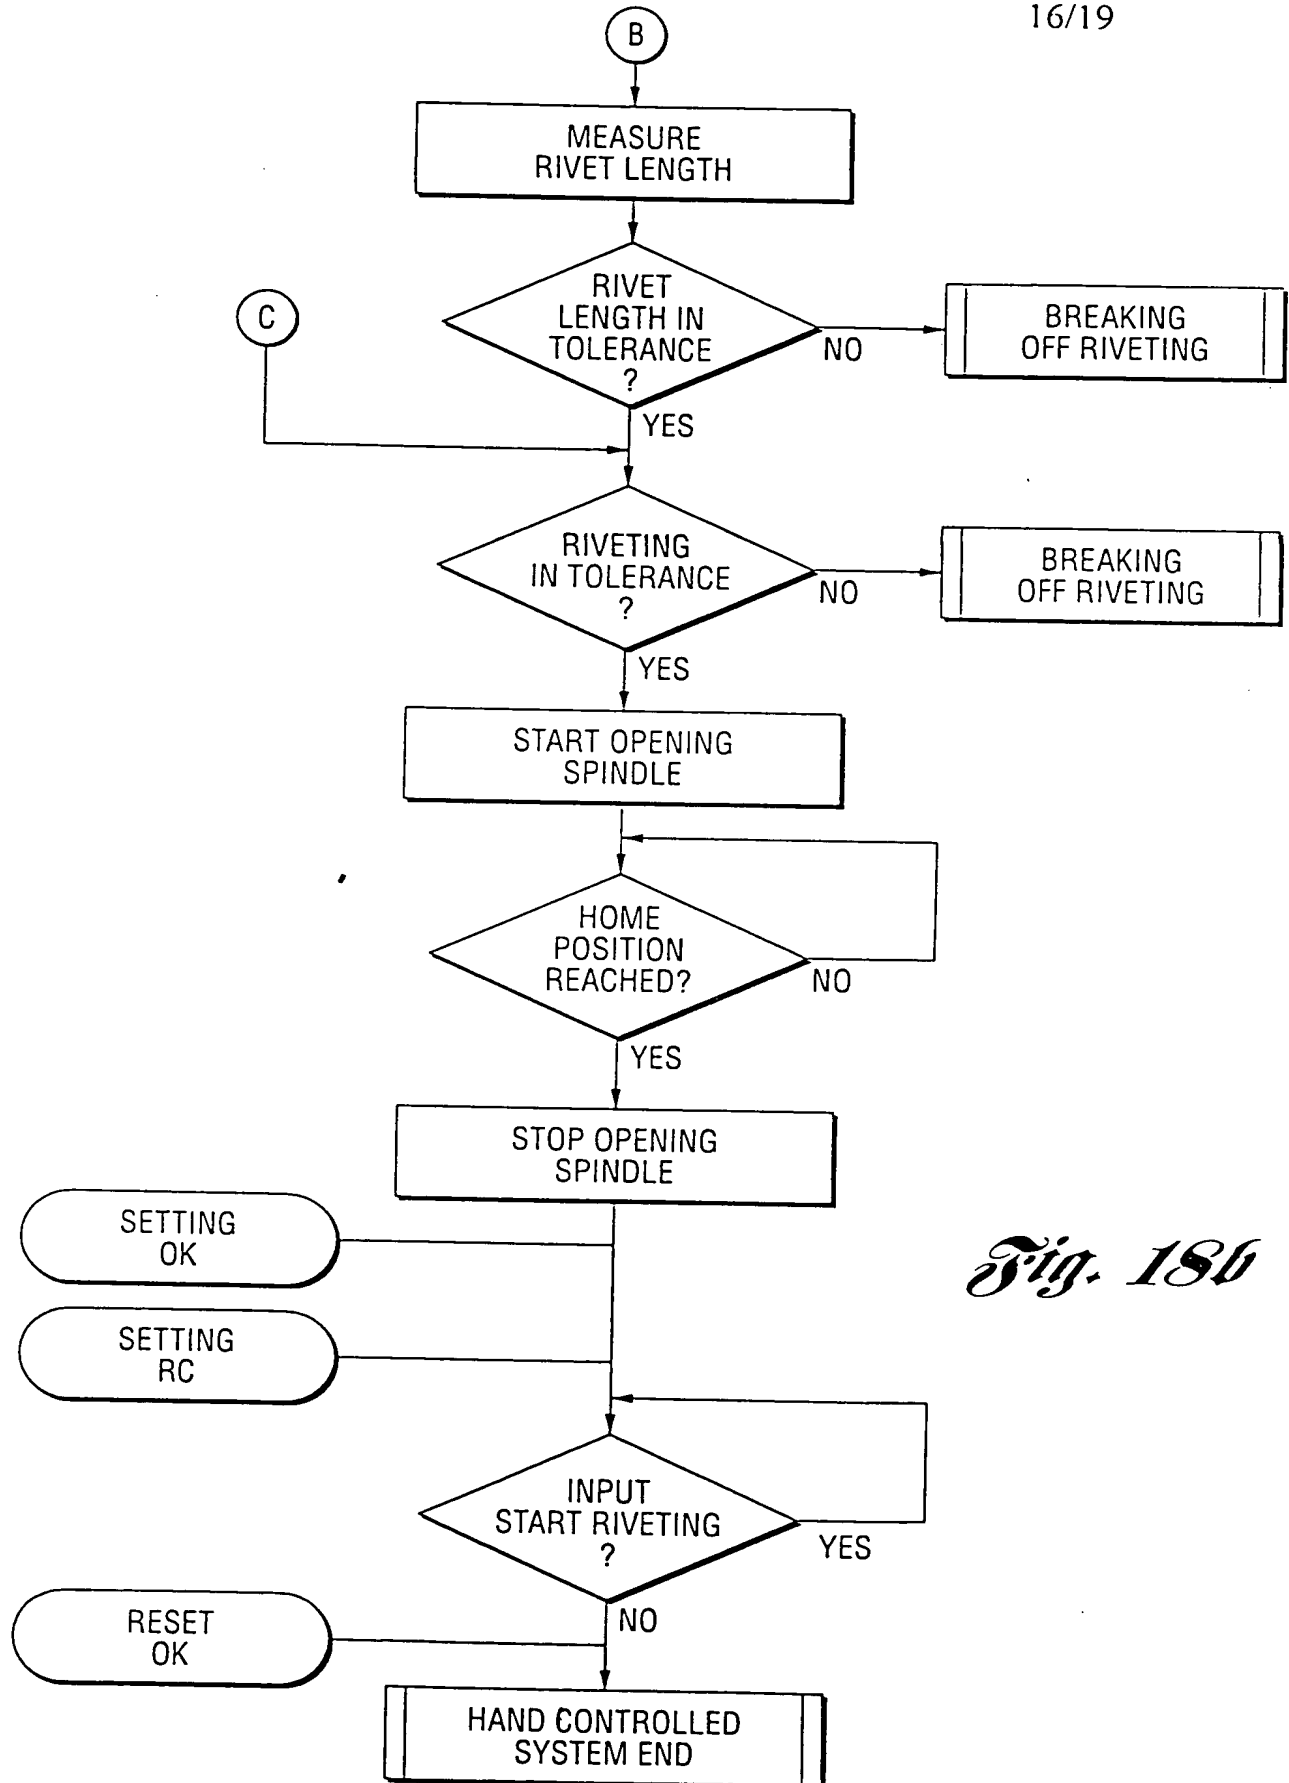 16/19
B
MEASURE
RIVET LENGTH
RIVET
LENGTH IN
TOLERANCE
?
NO
BREAKING
OFF RIVETING
C
YES
RIVETING
IN TOLERANCE
?
NO
BREAKING
OFF RIVETING
YES
START OPENING
SPINDLE
HOME
POSITION
REACHED?
NO
YES
STOP OPENING
SPINDLE
SETTING
OK
Fig. 18b
SETTING
RC
INPUT
START RIVETING
?
YES
NO
RESET
OK
HAND CONTROLLED
SYSTEM END